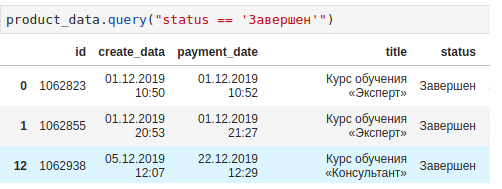 product_data.query("status == 'Завершен'")
id create_data payment_date title status
0 1062823 01.12.2019 10:50 01.12.2019 10:52 Курс обучения «Эксперт» Завершен
1 1062855 01.12.2019 20:53 01.12.2019 21:27 Курс обучения «Эксперт» Завершен
12 1062938 05.12.2019 12:07 22.12.2019 12:29 Курс обучения «Консультант» Завершен